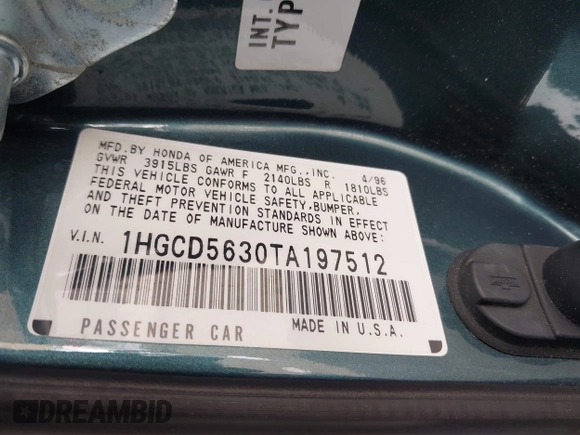 INT.
TYP
MFD.BY HONDA OF AMERICA MFG.,INC. 4/96
GVWR 3915LBS GAWR F 2140LBS R 1810LBS
THIS VEHICLE CONFORMS TO ALL APPLICABLE
FEDERAL MOTOR VEHICLE SAFETY,BUMPER,
AND THEFT PREVENTION STANDARDS IN EFFECT
ON THE DATE OF MANUFACTURE SHOWN ABOVE:
V.I.N. 1HGCD5630TA197512
PASSENGER CAR MADE IN U.S.A.
DREAMBID